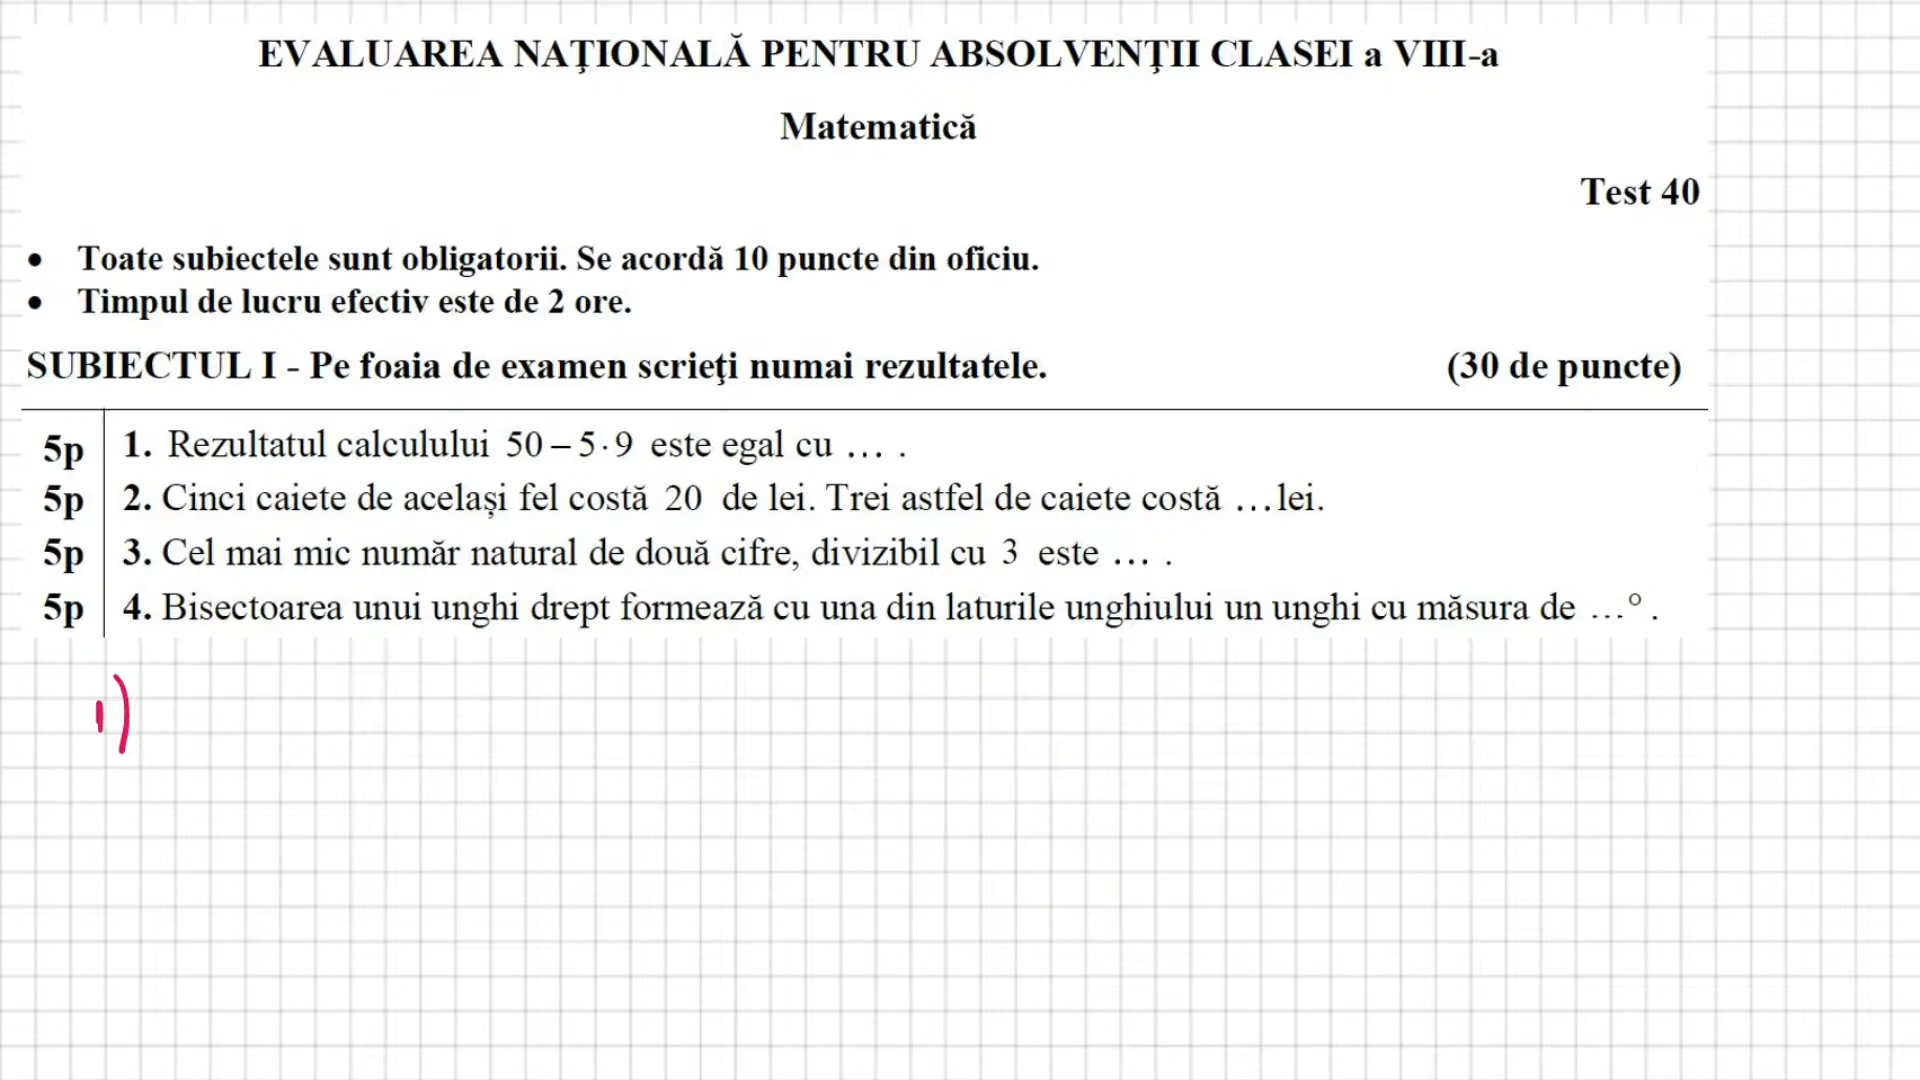 EVALUAREA NAŢIONALĂ PENTRU ABSOLVENŢII CLASEI a VIII-a
Matematică
Test 40
• Toate subiectele sunt obligatorii. Se acordă 10 puncte din oficiu.
• Timpul de lucru efectiv este de 2 ore.
SUBIECTUL I - Pe foaia de examen scrieţi numai rezultatele. (30 de puncte)
5p 1. Rezultatul calculului 50 – 5 · 9 este egal cu … .
5p 2. Cinci caiete de același fel costă 20 de lei. Trei astfel de caiete costă …lei.
5p 3. Cel mai mic număr natural de două cifre, divizibil cu 3 este … .
5p 4. Bisectoarea unui unghi drept formează cu una din laturile unghiului un unghi cu măsura de …° .
1)